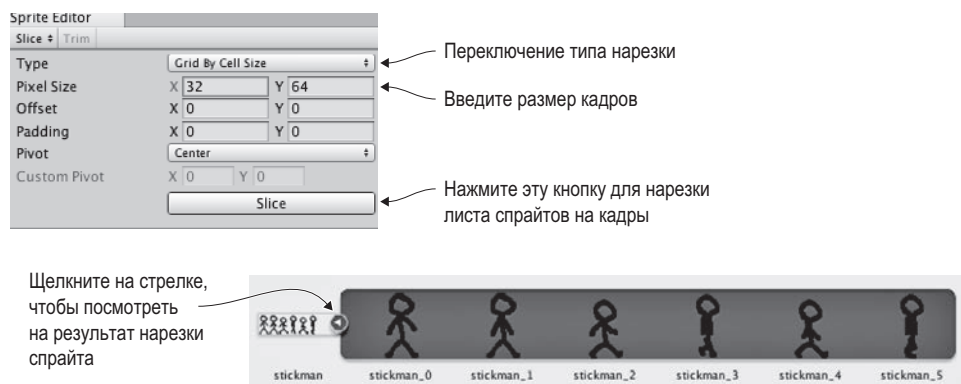 Sprite Editor
Slice Trim
Type Grid By Cell Size
Переключение типа нарезки
Pixel Size X 32 Y 64
Введите размер кадров
Offset X 0 Y 0
Padding X 0 Y 0
Pivot Center
Custom Pivot X 0 Y 0
Slice
Нажмите эту кнопку для нарезки
листа спрайтов на кадры
Щелкните на стрелке,
чтобы посмотреть
на результат нарезки
спрайта
stickman stickman_0 stickman_1 stickman_2 stickman_3 stickman_4 stickman_5